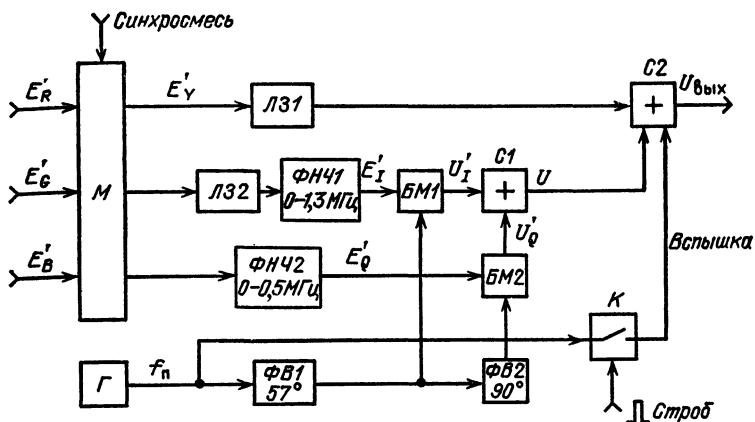 Синхросмесь
E'R
E'Y
ЛЗ1
C2
Uвых
E'G
M
ЛЗ2
ФНЧ1
0–1,3МГц
E'I
БМ1
U'I
C1
U
E'B
ФНЧ2
0–0,5МГц
E'Q
U'Q
БМ2
Вспышка
K
Г
fп
ФВ1
57°
ФВ2
90°
Строб